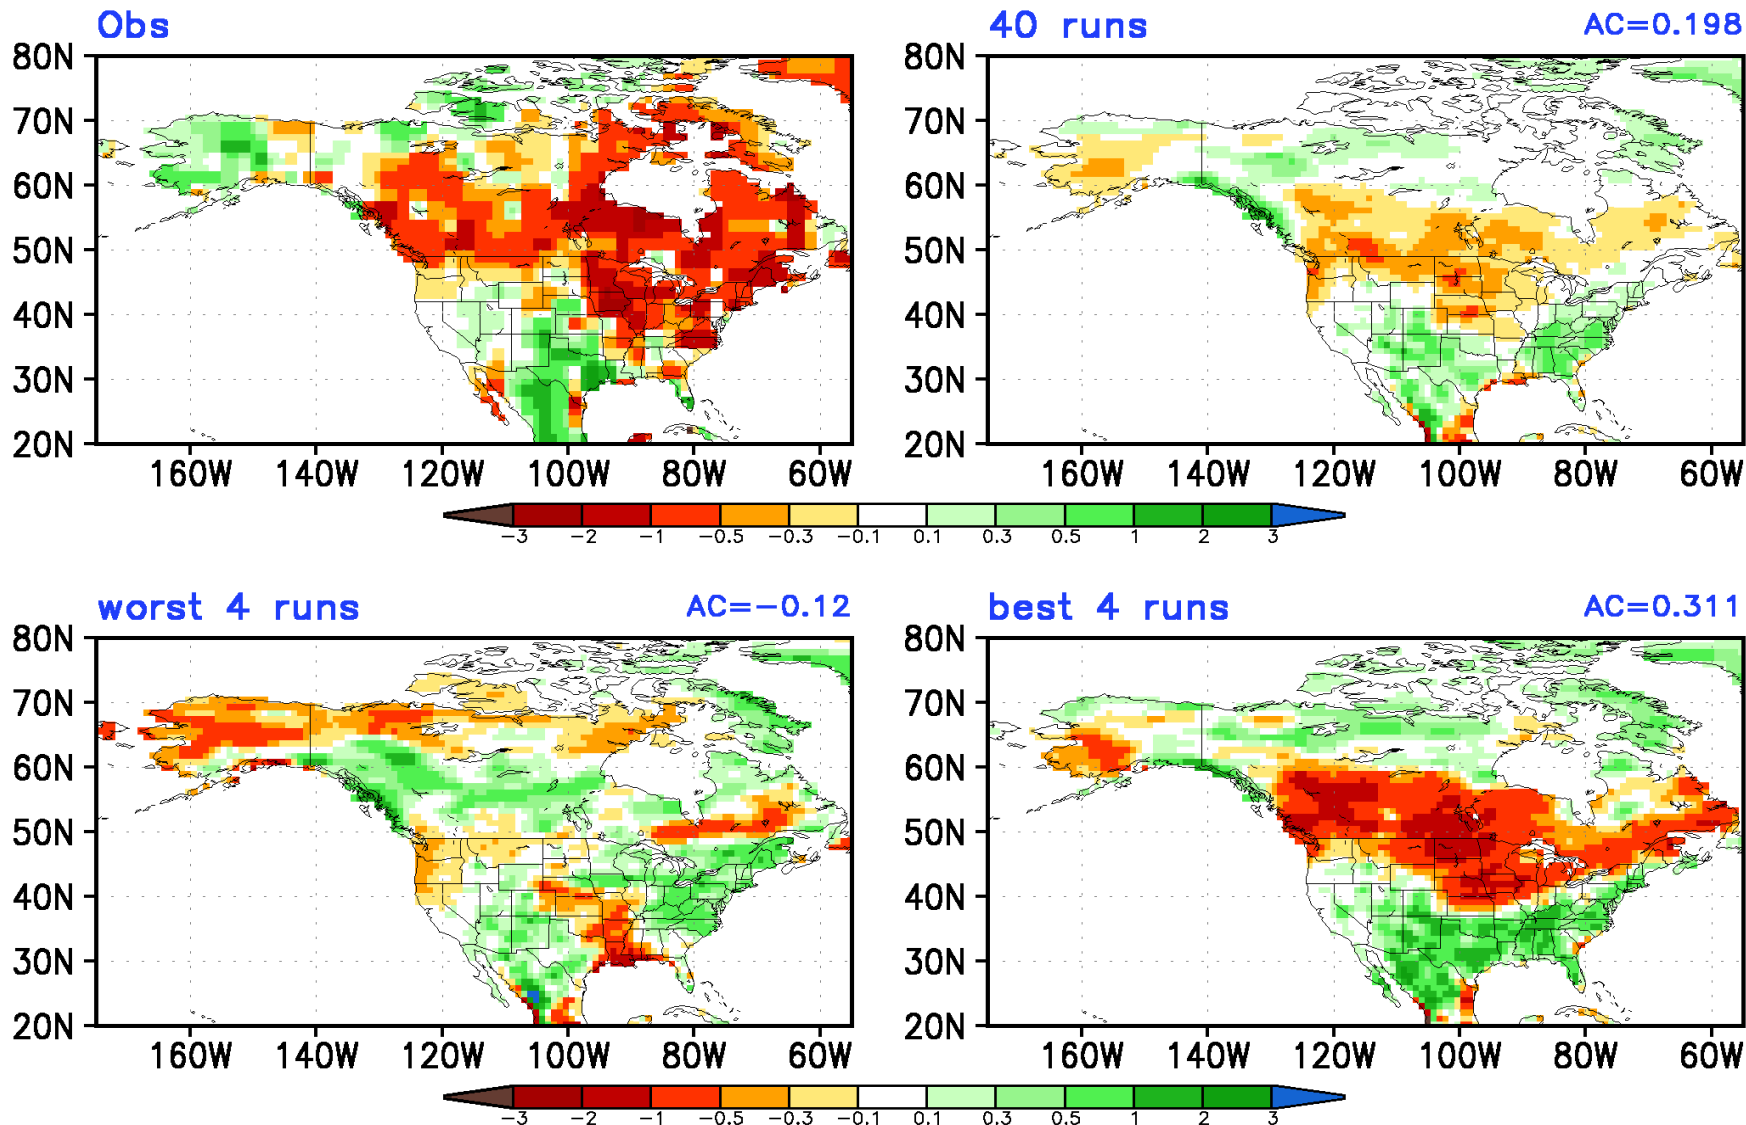 Obs
40 runs AC=0.198
80N 80N
70N 70N
60N 60N
50N 50N
40N 40N
30N 30N
20N 20N
160W 140W 120W 100W 80W 60W 160W 140W 120W 100W 80W 60W
-3 -2 -1 -0.5 -0.3 -0.1 0.1 0.3 0.5 1 2 3
worst 4 runs AC=-0.12
best 4 runs AC=0.311
80N 80N
70N 70N
60N 60N
50N 50N
40N 40N
30N 30N
20N 20N
160W 140W 120W 100W 80W 60W 160W 140W 120W 100W 80W 60W
-3 -2 -1 -0.5 -0.3 -0.1 0.1 0.3 0.5 1 2 3